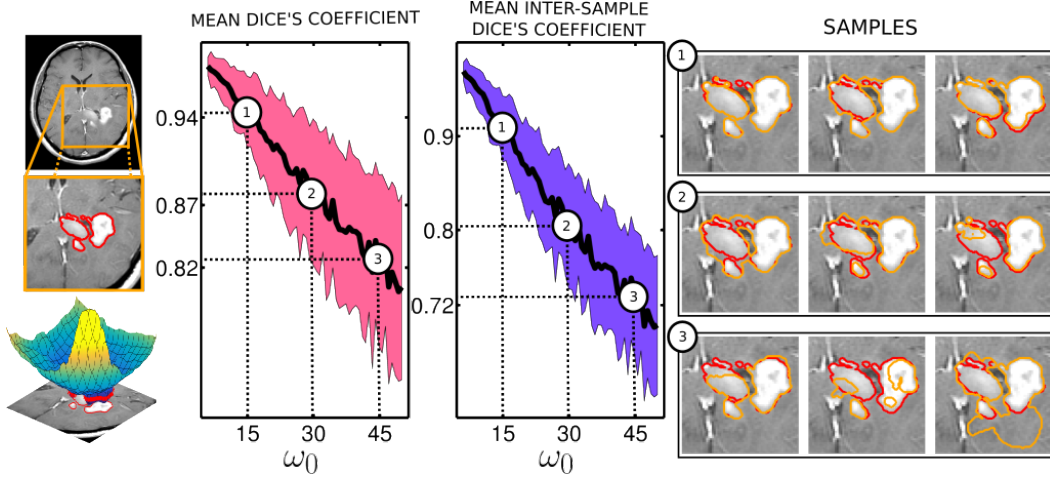 MEAN DICE'S COEFFICIENT
0.94
0.87
0.82
1
2
3
15 30 45
ω₀
MEAN INTER-SAMPLE
DICE'S COEFFICIENT
0.9
0.8
0.72
1
2
3
15 30 45
ω₀
SAMPLES
1
2
3